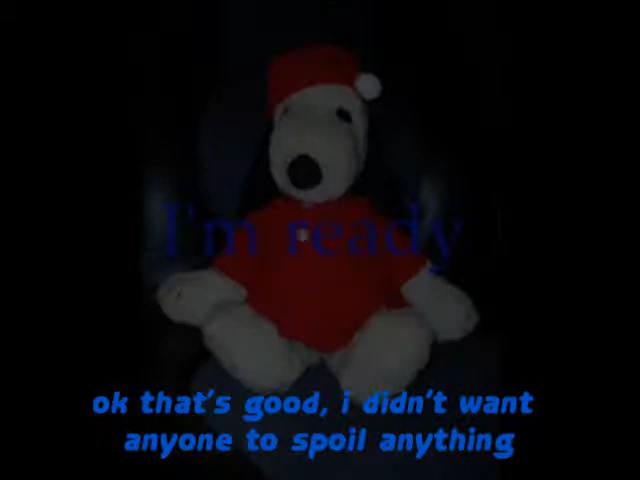 I'm ready
ok that's good, i didn't want
anyone to spoil anything